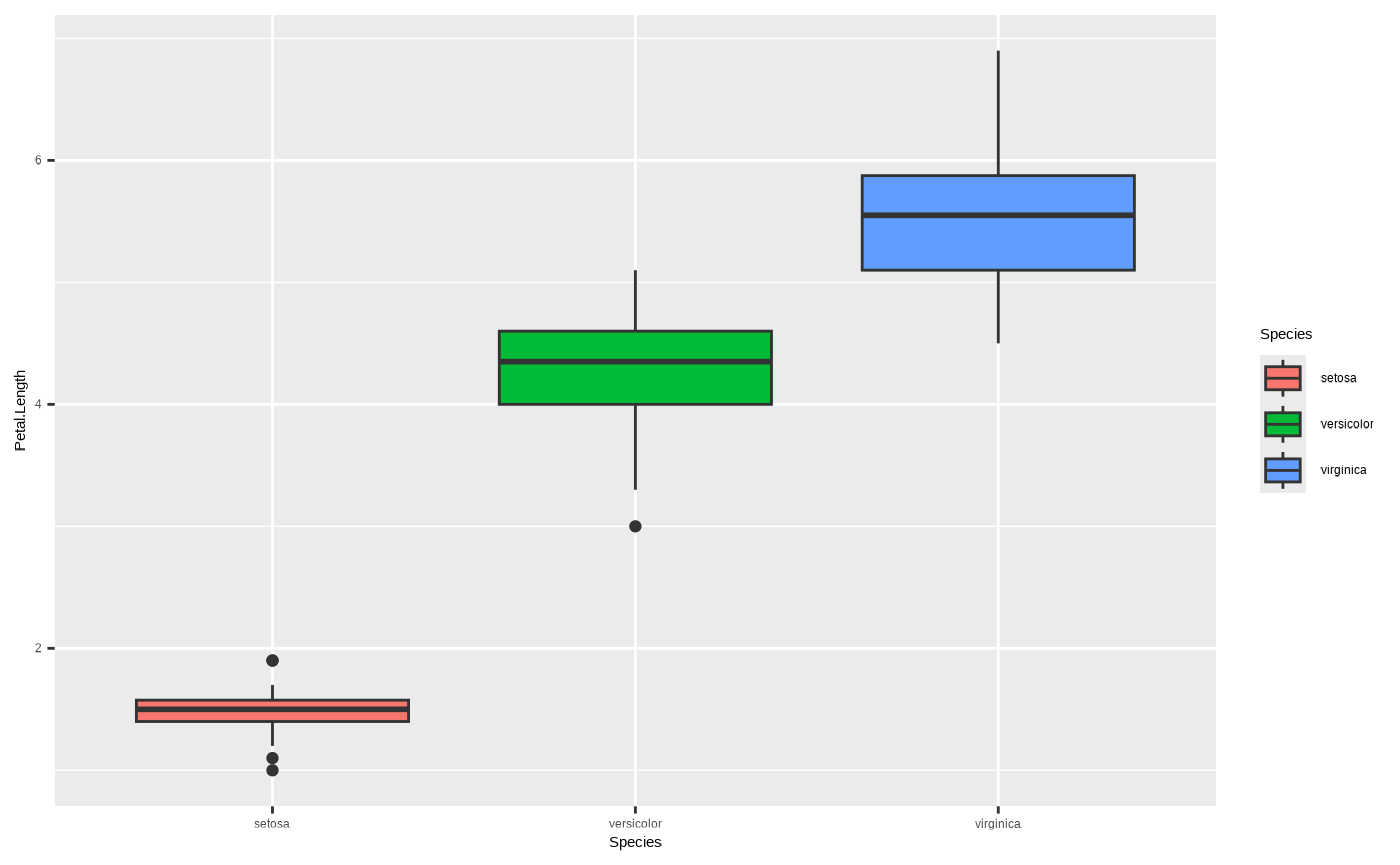 Petal.Length
6
4
2
setosa
versicolor
virginica
Species
Species
setosa
versicolor
virginica